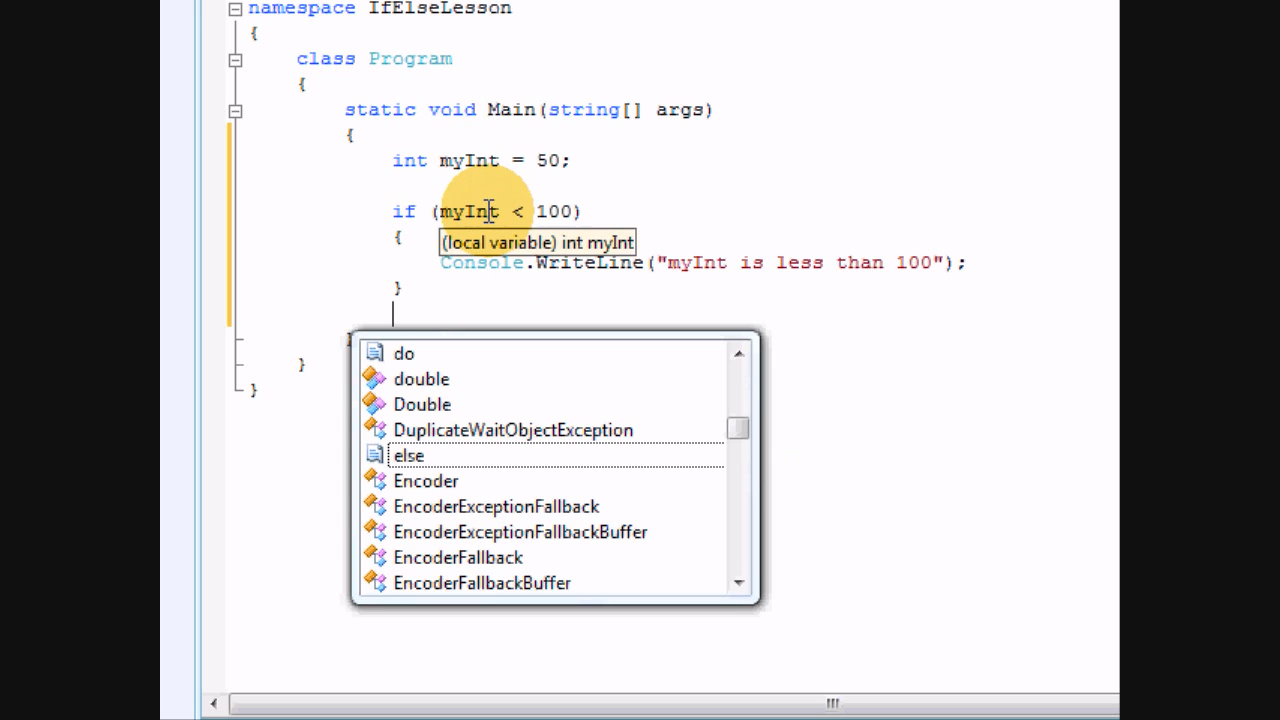 namespace IfElseLesson
{
class Program
{
static void Main(string[] args)
{
int myInt = 50;
if (myInt < 100)
{
(local variable) int myInt
Console.WriteLine("myInt is less than 100");
}
}
}
do
double
Double
DuplicateWaitObjectException
else
Encoder
EncoderExceptionFallback
EncoderExceptionFallbackBuffer
EncoderFallback
EncoderFallbackBuffer